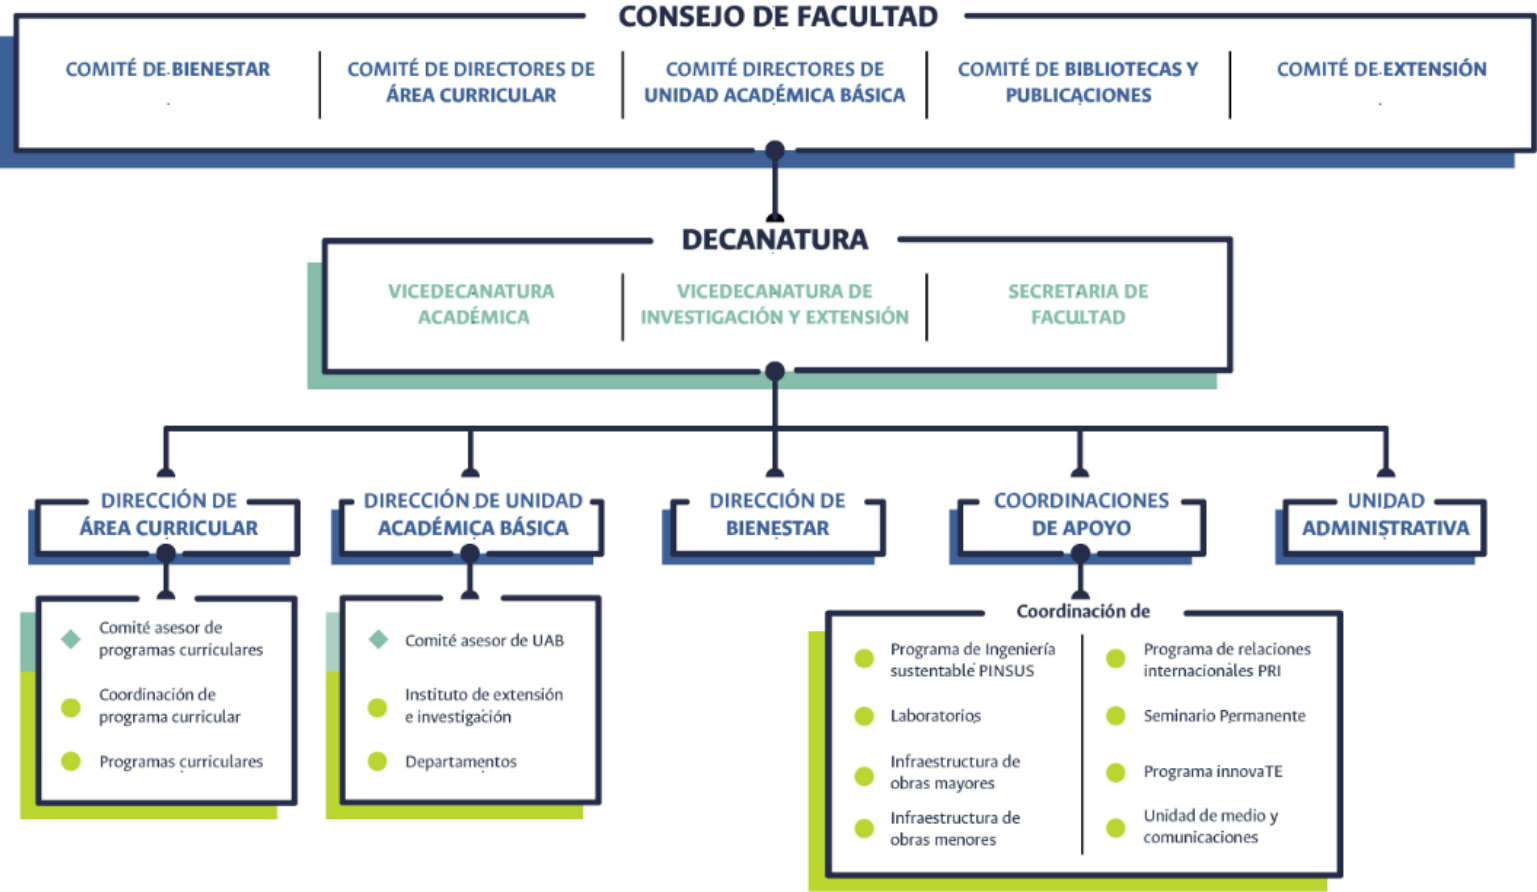 CONSEJO DE FACULTAD
COMITÉ DE BIENESTAR
COMITÉ DE DIRECTORES DE
ÁREA CURRICULAR
COMITÉ DIRECTORES DE
UNIDAD ACADÉMICA BÁSICA
COMITÉ DE BIBLIOTECAS Y
PUBLICACIONES
COMITÉ DE EXTENSIÓN
DECANATURA
VICEDECANATURA
ACADÉMICA
VICEDECANATURA DE
INVESTIGACIÓN Y EXTENSIÓN
SECRETARIA DE
FACULTAD
DIRECCIÓN DE
ÁREA CURRICULAR
DIRECCIÓN DE UNIDAD
ACADÉMICA BÁSICA
DIRECCIÓN DE
BIENESTAR
COORDINACIONES
DE APOYO
UNIDAD
ADMINISTRATIVA
Comité asesor de
programas curriculares
Coordinación de
programa curricular
Programas curriculares
Comité asesor de UAB
Instituto de extensión
e investigación
Departamentos
Coordinación de
Programa de Ingeniería
sustentable PINSUS
Laboratorios
Infraestructura de
obras mayores
Infraestructura de
obras menores
Programa de relaciones
internacionales PRI
Seminario Permanente
Programa innovaTE
Unidad de medio y
comunicaciones